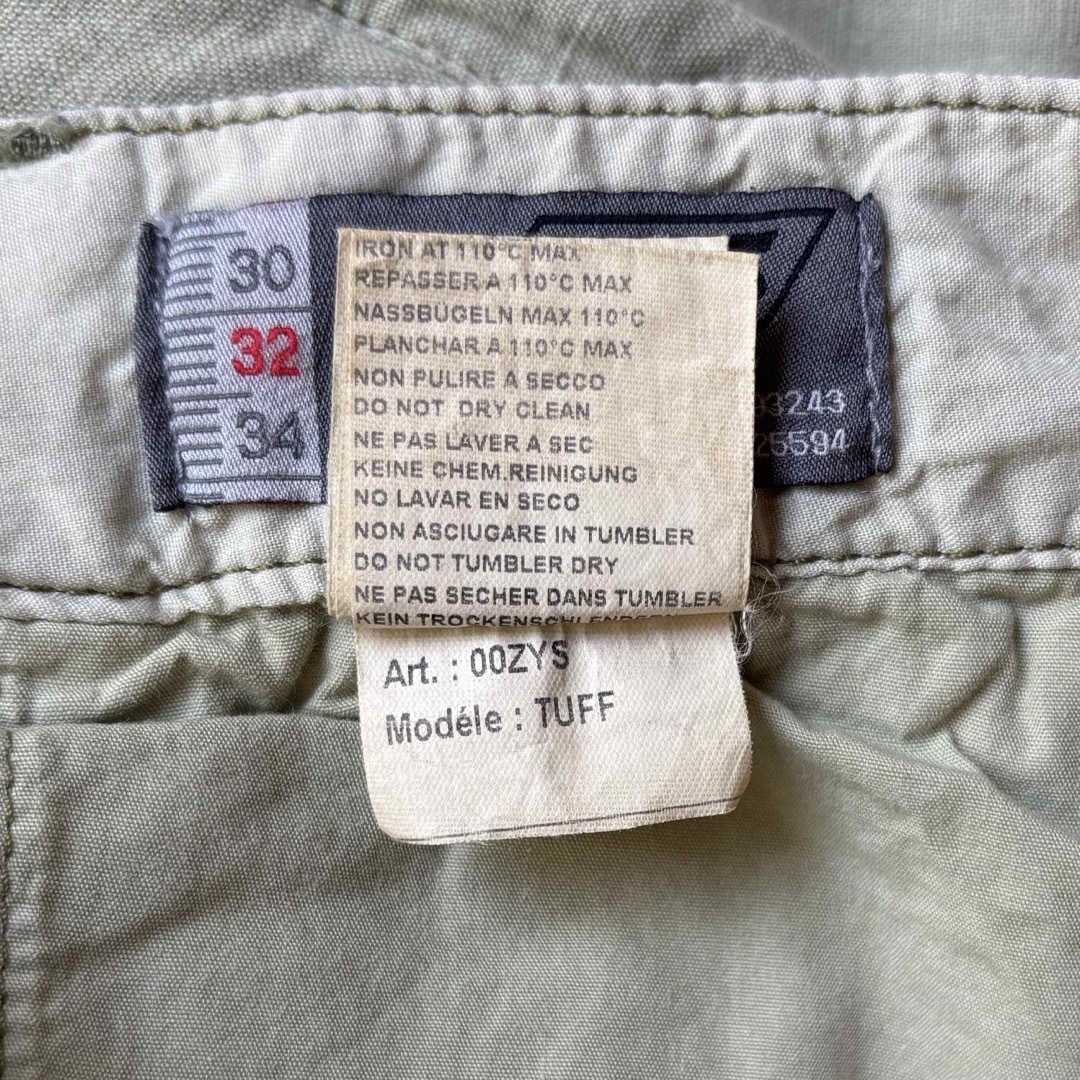 30
32
34
IRON AT 110°C MAX
REPASSER A 110°C MAX
NASSBUGELN MAX 110°C
PLANCHAR A 110°C MAX
NON PULIRE A SECCO
DO NOT DRY CLEAN
NE PAS LAVER A SEC
KEINE CHEM.REINIGUNG
NO LAVAR EN SECO
NON ASCIUGARE IN TUMBLER
DO NOT TUMBLER DRY
NE PAS SECHER DANS TUMBLER
KEIN
3243
25594
Art. : 00ZYS
Modéle : TUFF